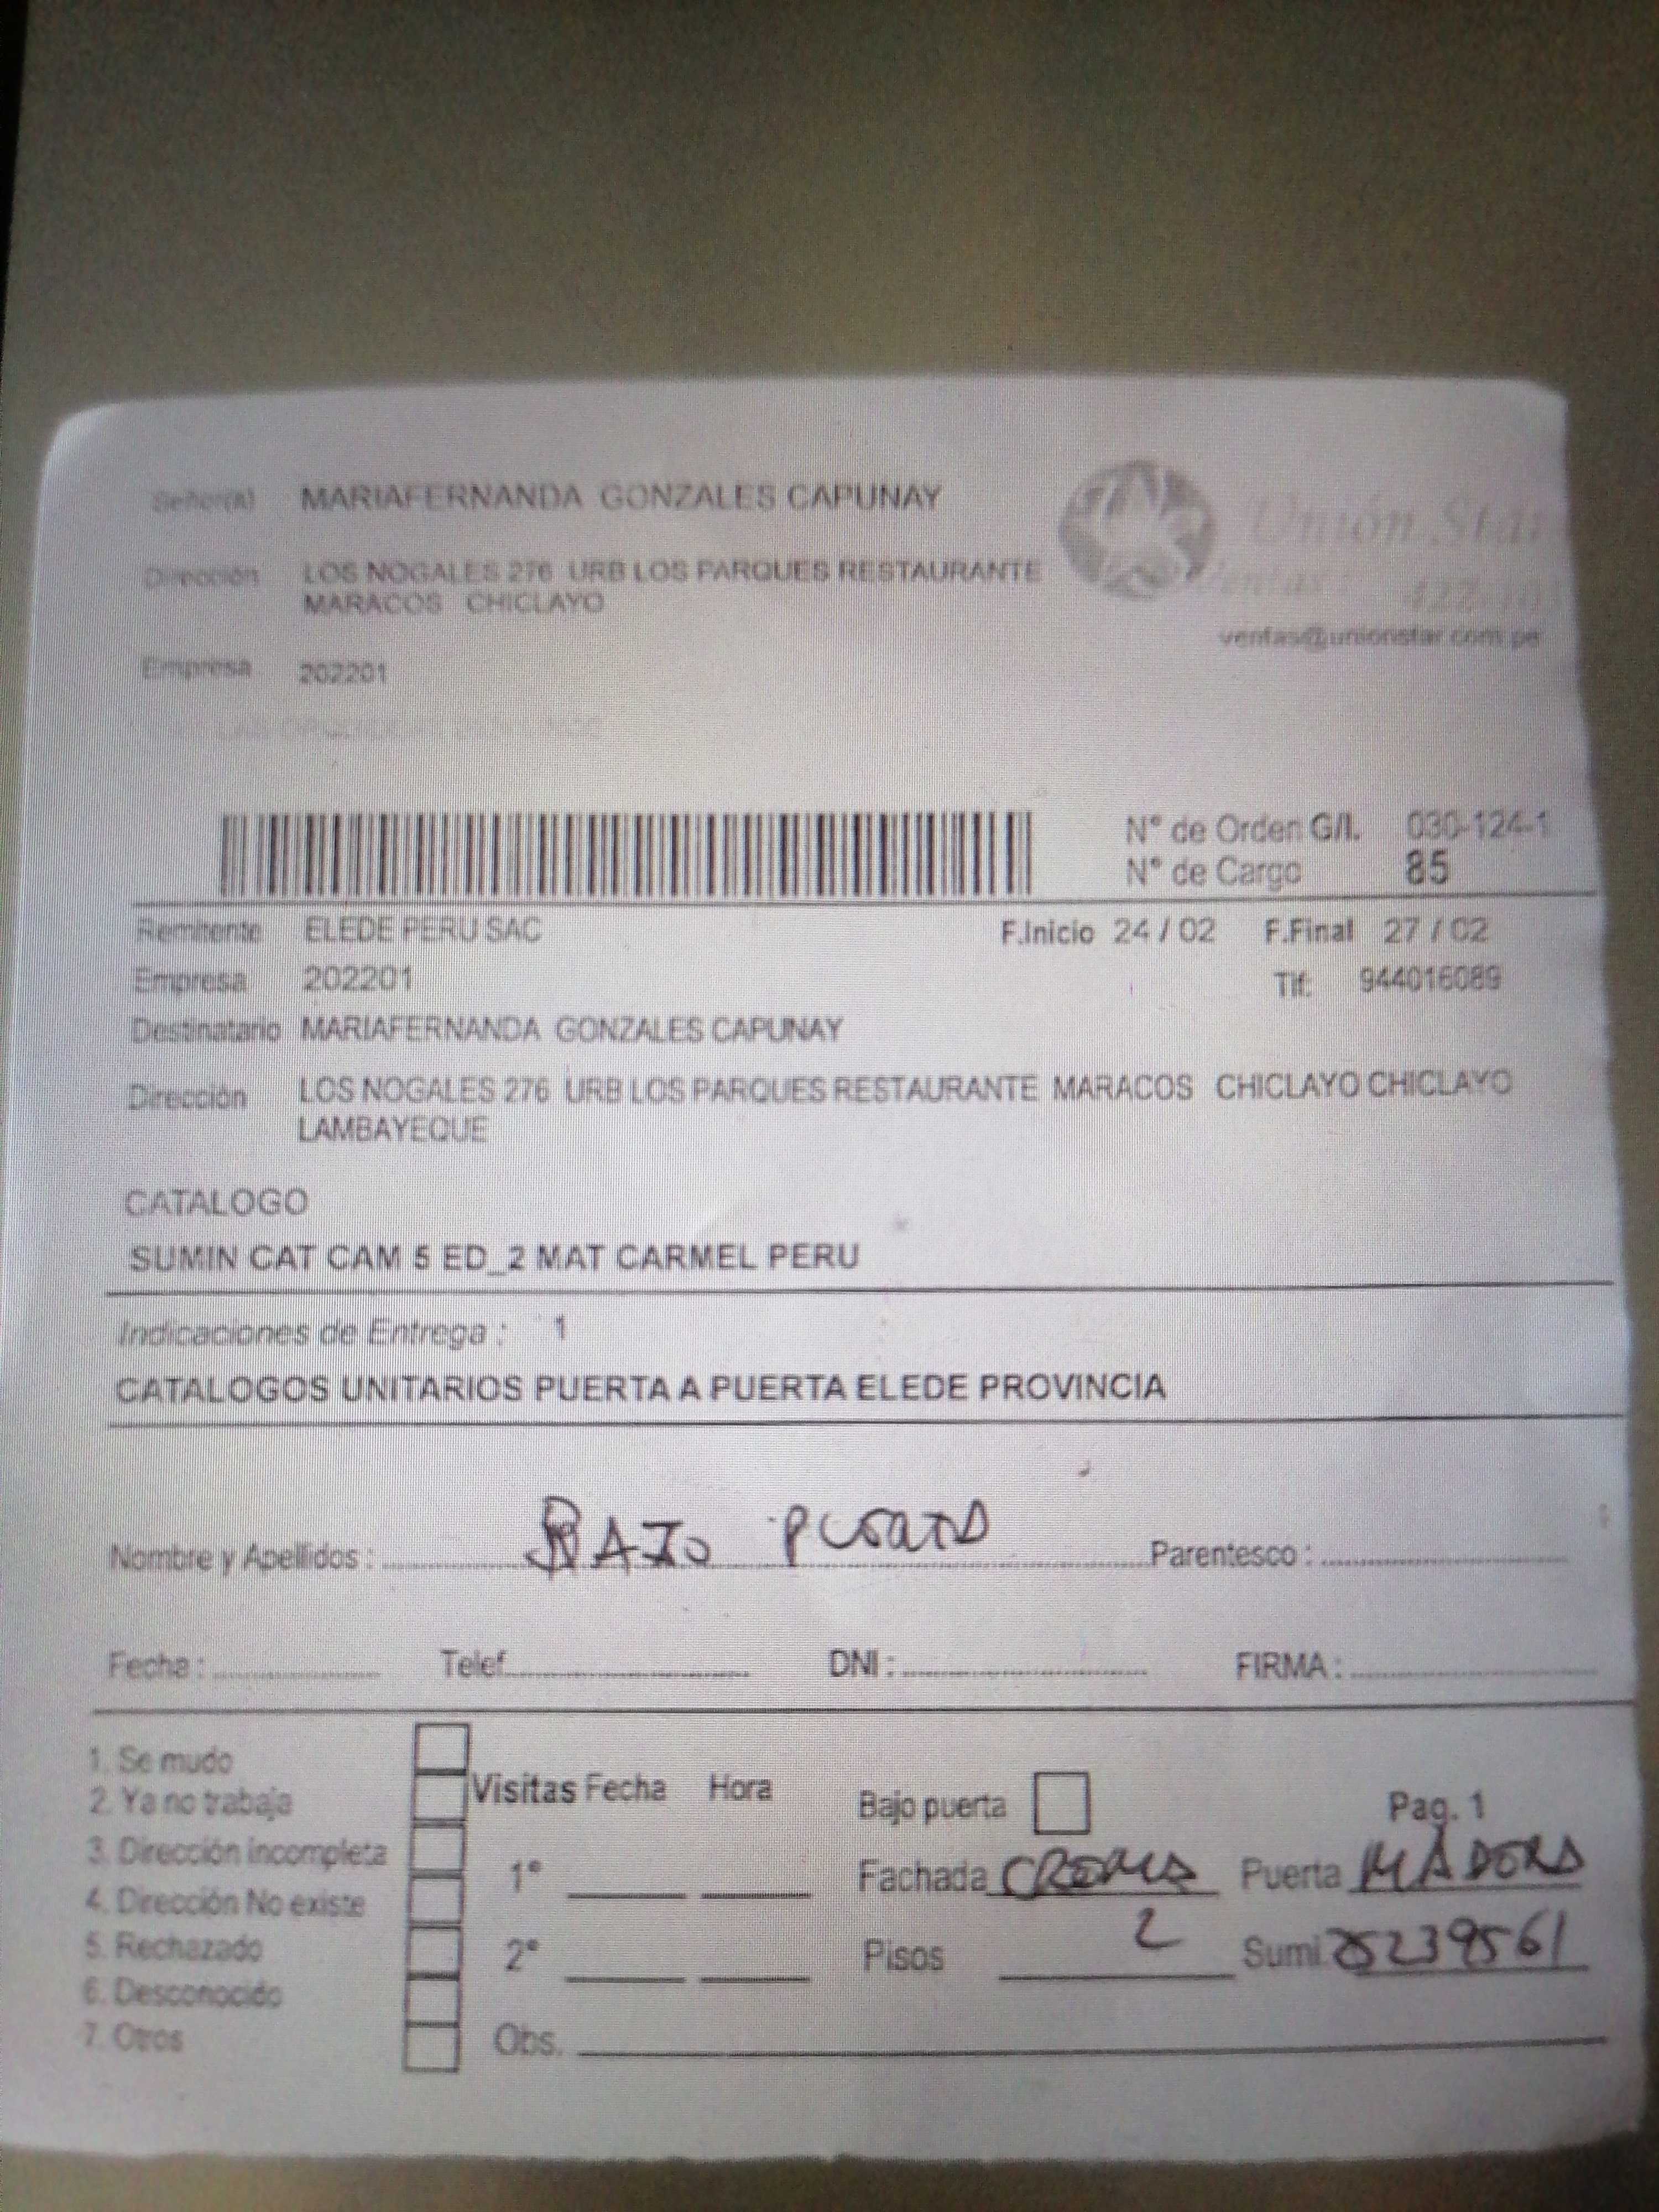 Señor(A) MARIAFERNANDA GONZALES CAPUNAY
Unión Star
Dirección LOS NOGALES 276 URB LOS PARQUES RESTAURANTE
MARACOS CHICLAYO
ventas@unionstar.com.pe
Empresa 202201
N° de Orden G/I. 030-124-1
N° de Cargo 85
Remitente ELEDE PERU SAC F.Inicio 24 / 02 F.Final 27 / 02
Empresa 202201 Tlf: 944016089
Destinatario MARIAFERNANDA GONZALES CAPUNAY
Dirección LOS NOGALES 276 URB LOS PARQUES RESTAURANTE MARACOS CHICLAYO CHICLAYO
LAMBAYEQUE
CATALOGO
SUMIN CAT CAM 5 ED_2 MAT CARMEL PERU
Indicaciones de Entrega : 1
CATALOGOS UNITARIOS PUERTA A PUERTA ELEDE PROVINCIA
Nombre y Apellidos : BAJO PUERTA Parentesco :
Fecha : Telef. DNI : FIRMA :
1. Se mudo
2. Ya no trabaja
3. Dirección incompleta
4. Dirección No existe
5. Rechazado
6. Desconocido
7. Otros
Visitas Fecha Hora
1°
2°
Obs.
Bajo puerta Pag. 1
Fachada CREMA Puerta MADERA
Pisos 2 Sumi. 25239561